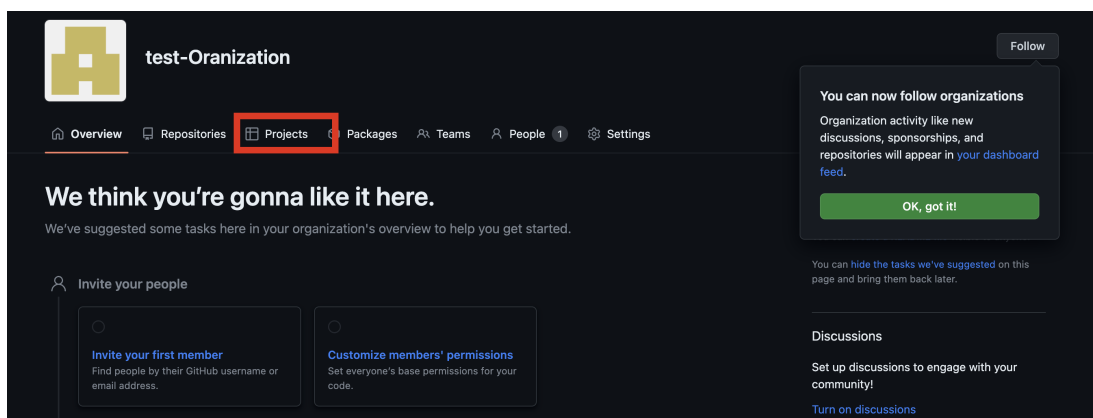 test-Oranization
Follow
Overview
Repositories
Projects
Packages
Teams
People 1
Settings
You can now follow organizations
Organization activity like new
discussions, sponsorships, and
repositories will appear in your dashboard
feed.
OK, got it!
We think you’re gonna like it here.
We've suggested some tasks here in your organization's overview to help you get started.
You can hide the tasks we've suggested on this
page and bring them back later.
Invite your people
Invite your first member
Find people by their GitHub username or
email address.
Customize members' permissions
Set everyone's base permissions for your
code.
Discussions
Set up discussions to engage with your
community!
Turn on discussions